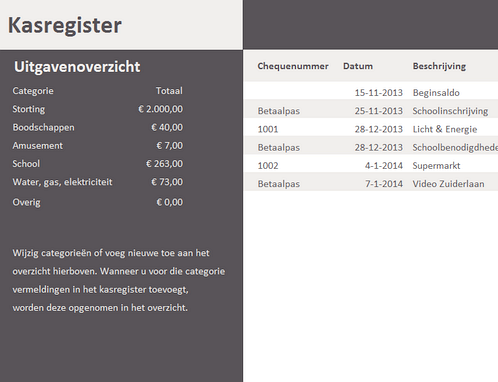 Kasregister
Uitgavenoverzicht
Categorie Totaal
Storting € 2.000,00
Boodschappen € 40,00
Amusement € 7,00
School € 263,00
Water, gas, elektriciteit € 73,00
Overig € 0,00
Wijzig categorieën of voeg nieuwe toe aan het
overzicht hierboven. Wanneer u voor die categorie
vermeldingen in het kasregister toevoegt,
worden deze opgenomen in het overzicht.
Chequenummer Datum Beschrijving
15-11-2013 Beginsaldo
Betaalpas 25-11-2013 Schoolinschrijving
1001 28-12-2013 Licht & Energie
Betaalpas 28-12-2013 Schoolbenodigdhede
1002 4-1-2014 Supermarkt
Betaalpas 7-1-2014 Video Zuiderlaan